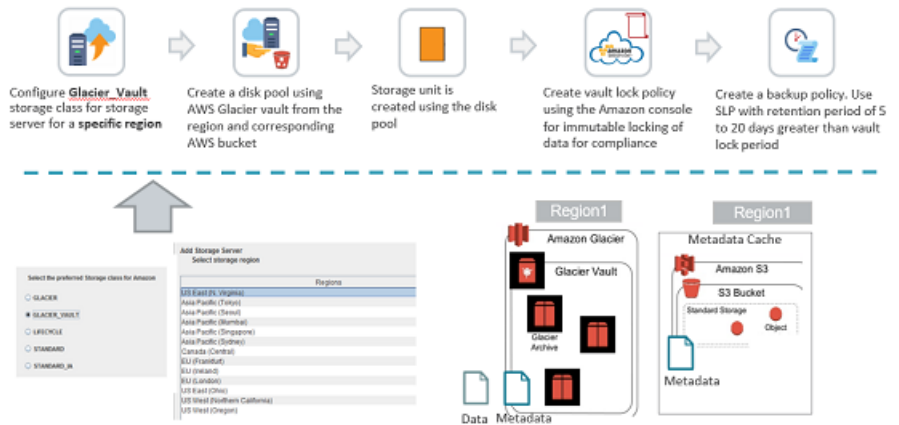 Configure Glacier_Vault
storage class for storage
server for a specific region
Create a disk pool using
AWS Glacier vault from the
region and corresponding
AWS bucket
Storage unit is
created using the disk
pool
amazon
Create vault lock policy
using the Amazon console
for immutable locking of
data for compliance
Create a backup policy. Use
SLP with retention period of 5
to 20 days greater than vault
lock period
Select the preferred Storage class for Amazon
GLACIER
GLACIER_VAULT
LIFECYCLE
STANDARD
STANDARD_IA
Add Storage Server
Select storage region
Regions
US East (N. Virginia)
Asia Pacific (Tokyo)
Asia Pacific (Seoul)
Asia Pacific (Mumbai)
Asia Pacific (Singapore)
Asia Pacific (Sydney)
Canada (Central)
EU (Frankfurt)
EU (Ireland)
EU (London)
US East (Ohio)
US West (Northern California)
US West (Oregon)
Region1
Amazon Glacier
Glacier Vault
Glacier
Archive
Data
Metadata
Region1
Metadata Cache
Amazon S3
S3 Bucket
Standard Storage
Object
Metadata